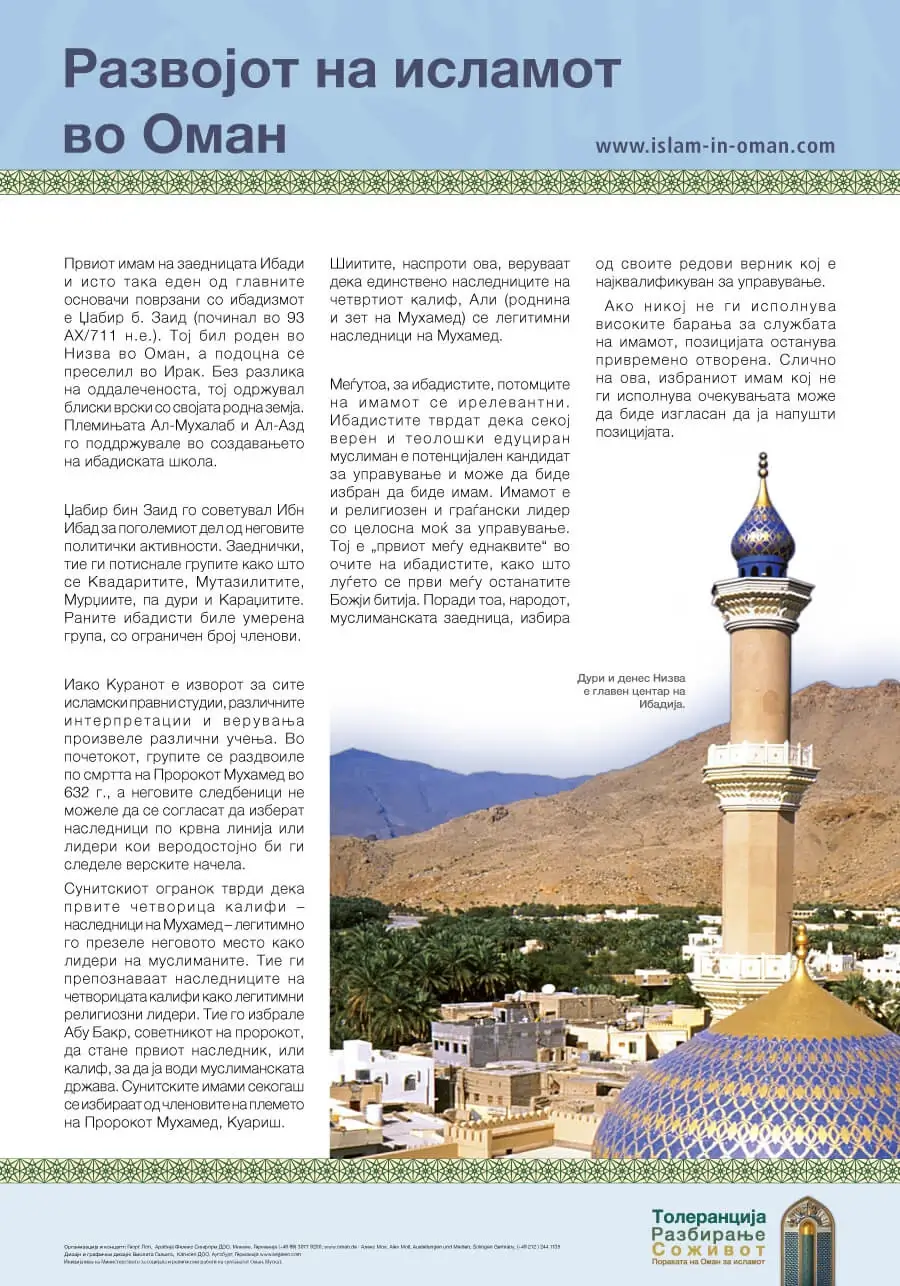 Развојот на исламот
во Оман
www.islam-in-oman.com
Првиот имам на заедницата Ибади
и исто така еден од главните
основачи поврзани со ибадизмот
е Џабир б. Заид (починал во 93
АХ/711 н.е.). Тој бил роден во
Низва во Оман, а подоцна се
преселил во Ирак. Без разлика
на оддалеченоста, тој одржувал
блиски врски со својата родна земја.
Племињата Ал-Мухалаб и Ал-Азд
го поддржувале во создавањето
на ибадиската школа.
Џабир бин Заид го советувал Ибн
Ибад за поголемиот дел од неговите
политички активности. Заеднички,
тие ги потиснале групите како што
се Квадаритите, Мутазилитите,
Мурџиите, па дури и Караџитите.
Раните ибадисти биле умерена
група, со ограничен број членови.
Иако Куранот е изворот за сите
исламски правни студии, различните
интерпретации и верувања
произвеле различни учења. Во
почетокот, групите се раздвоиле
по смртта на Пророкот Мухамед во
632 г., а неговите следбеници не
можеле да се согласат да изберат
наследници по крвна линија или
лидери кои веродостојно би ги
следеле верските начела.
Сунитскиот огранок тврди дека
првите четворица калифи –
наследници на Мухамед – легитимно
го презеле неговото место како
лидери на муслиманите. Тие ги
препознаваат наследниците на
четворицата калифи како легитимни
религиозни лидери. Тие го избрале
Абу Бакр, советникот на пророкот,
да стане првиот наследник, или
калиф, за да ја води муслиманската
држава. Сунитските имами секогаш
се избираат од членовите на племето
на Пророкот Мухамед, Куариш.
Шиитите, наспроти ова, веруваат
дека единствено наследниците на
четвртиот калиф, Али (роднина
и зет на Мухамед) се легитимни
наследници на Мухамед.
Меѓутоа, за ибадистите, потомците
на имамот се ирелевантни.
Ибадистите тврдат дека секој
верен и теолошки едуциран
муслиман е потенцијален кандидат
за управување и може да биде
избран да биде имам. Имамот е
и религиозен и граѓански лидер
со целосна моќ за управување.
Тој е „првиот меѓу еднаквите“ во
очите на ибадистите, како што
луѓето се први меѓу останатите
Божји битија. Поради тоа, народот,
муслиманската заедница, избира
од своите редови верник кој е
најквалификуван за управување.
Ако никој не ги исполнува
високите барања за службата
на имамот, позицијата останува
привремено отворена. Слично
на ова, избраниот имам кој не
ги исполнува очекувањата може
да биде изгласан да ја напушти
позицијата.
Дури и денес Низва
е главен центар на
Ибадија.
Толеранција
Разбирање
Соживот
Пораката на Оман за исламот